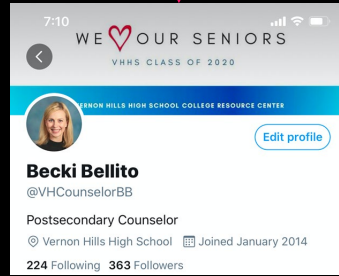 7:10
WE OUR SENIORS
VHHS CLASS OF 2020
VERNON HILLS HIGH SCHOOL COLLEGE RESOURCE CENTER
Edit profile
Becki Bellito
@VHCounselorBB
Postsecondary Counselor
Vernon Hills High School Joined January 2014
224 Following 363 Followers